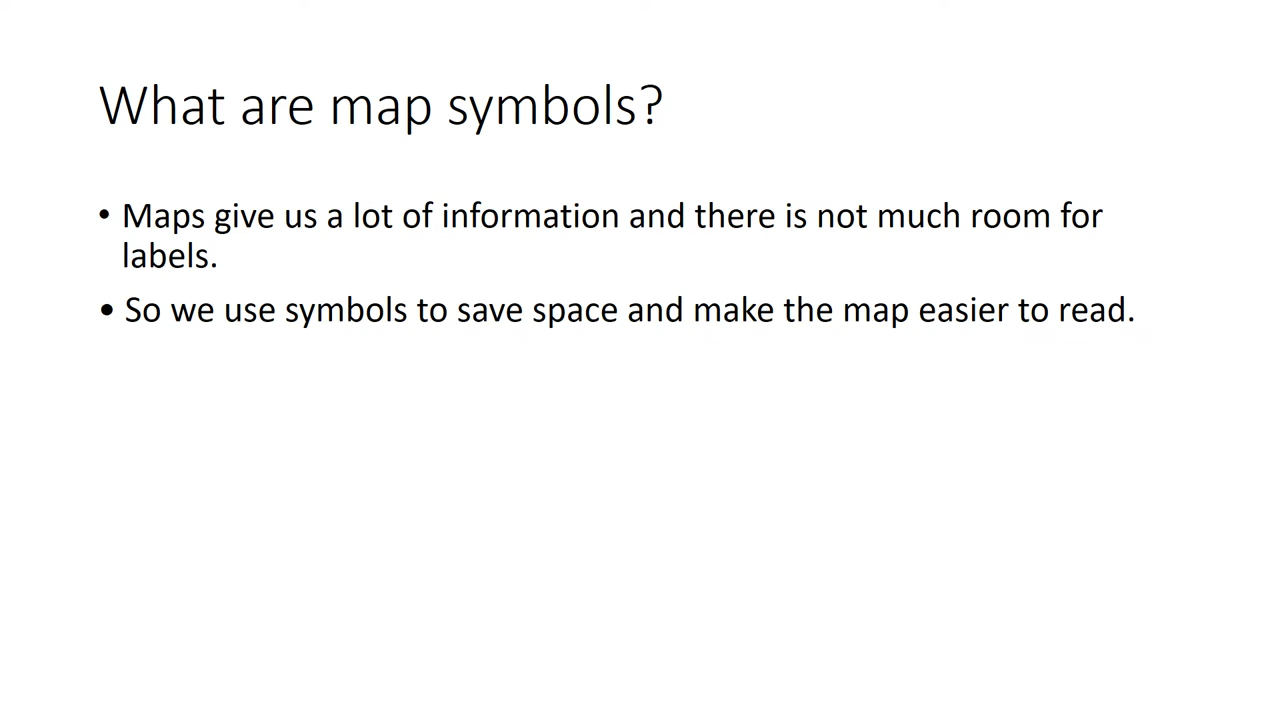 What are map symbols?
• Maps give us a lot of information and there is not much room for
labels.
• So we use symbols to save space and make the map easier to read.